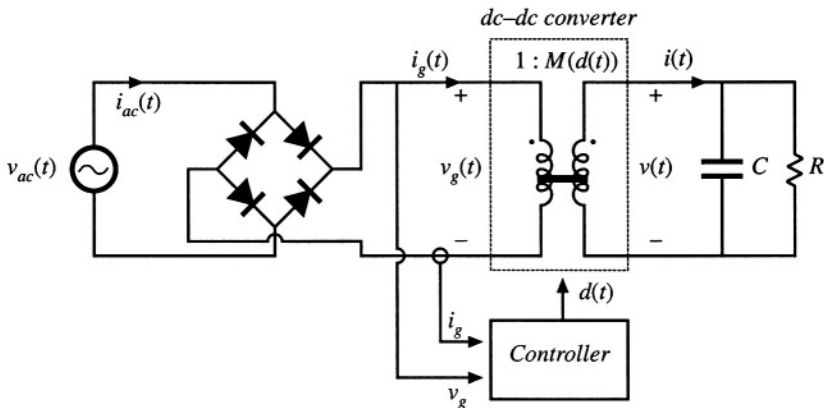 dc–dc converter
1 : M(d(t))
i_g(t)
i(t)
i_ac(t)
+
+
v_ac(t)
v_g(t)
v(t)
C
R
–
–
d(t)
i_g
Controller
v_g